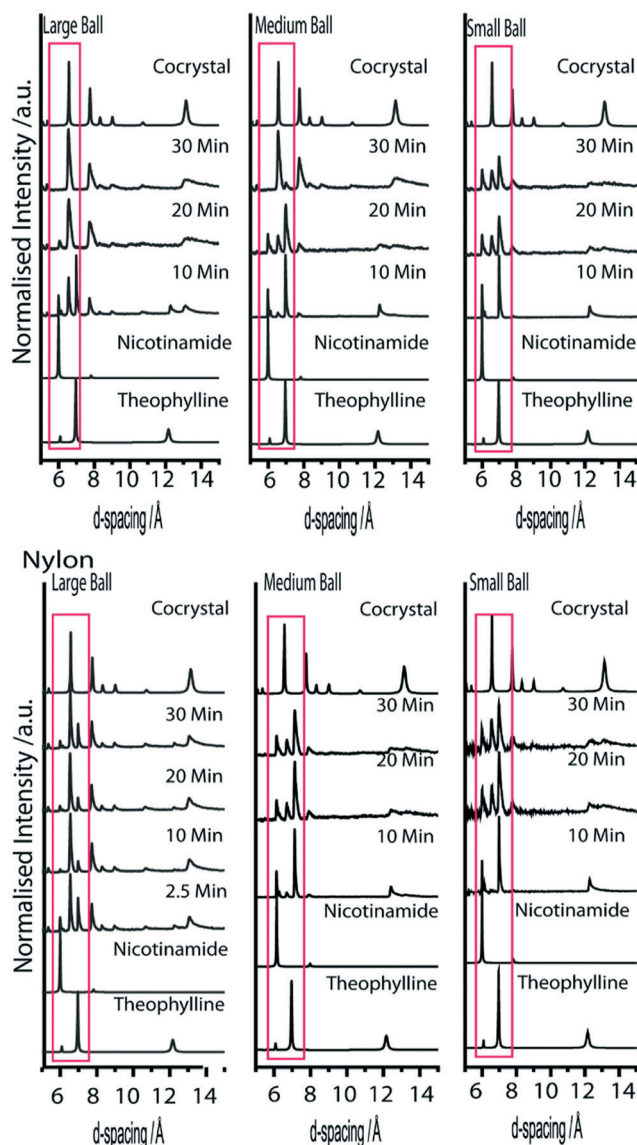 Large Ball
Medium Ball
Small Ball
Normalised Intensity /a.u.
Cocrystal
30 Min
20 Min
10 Min
Nicotinamide
Theophylline
6 8 10 12 14
d-spacing /Å
Cocrystal
30 Min
20 Min
10 Min
Nicotinamide
Theophylline
6 8 10 12 14
d-spacing /Å
Cocrystal
30 Min
20 Min
10 Min
Nicotinamide
Theophylline
6 8 10 12 14
d-spacing /Å
Nylon
Large Ball
Medium Ball
Small Ball
Normalised Intensity /a.u.
Cocrystal
30 Min
20 Min
10 Min
2.5 Min
Nicotinamide
Theophylline
6 8 10 12 14
d-spacing /Å
Cocrystal
30 Min
20 Min
10 Min
Nicotinamide
Theophylline
6 8 10 12 14
d-spacing /Å
Cocrystal
30 Min
20 Min
10 Min
Nicotinamide
Theophylline
6 8 10 12 14
d-spacing /Å